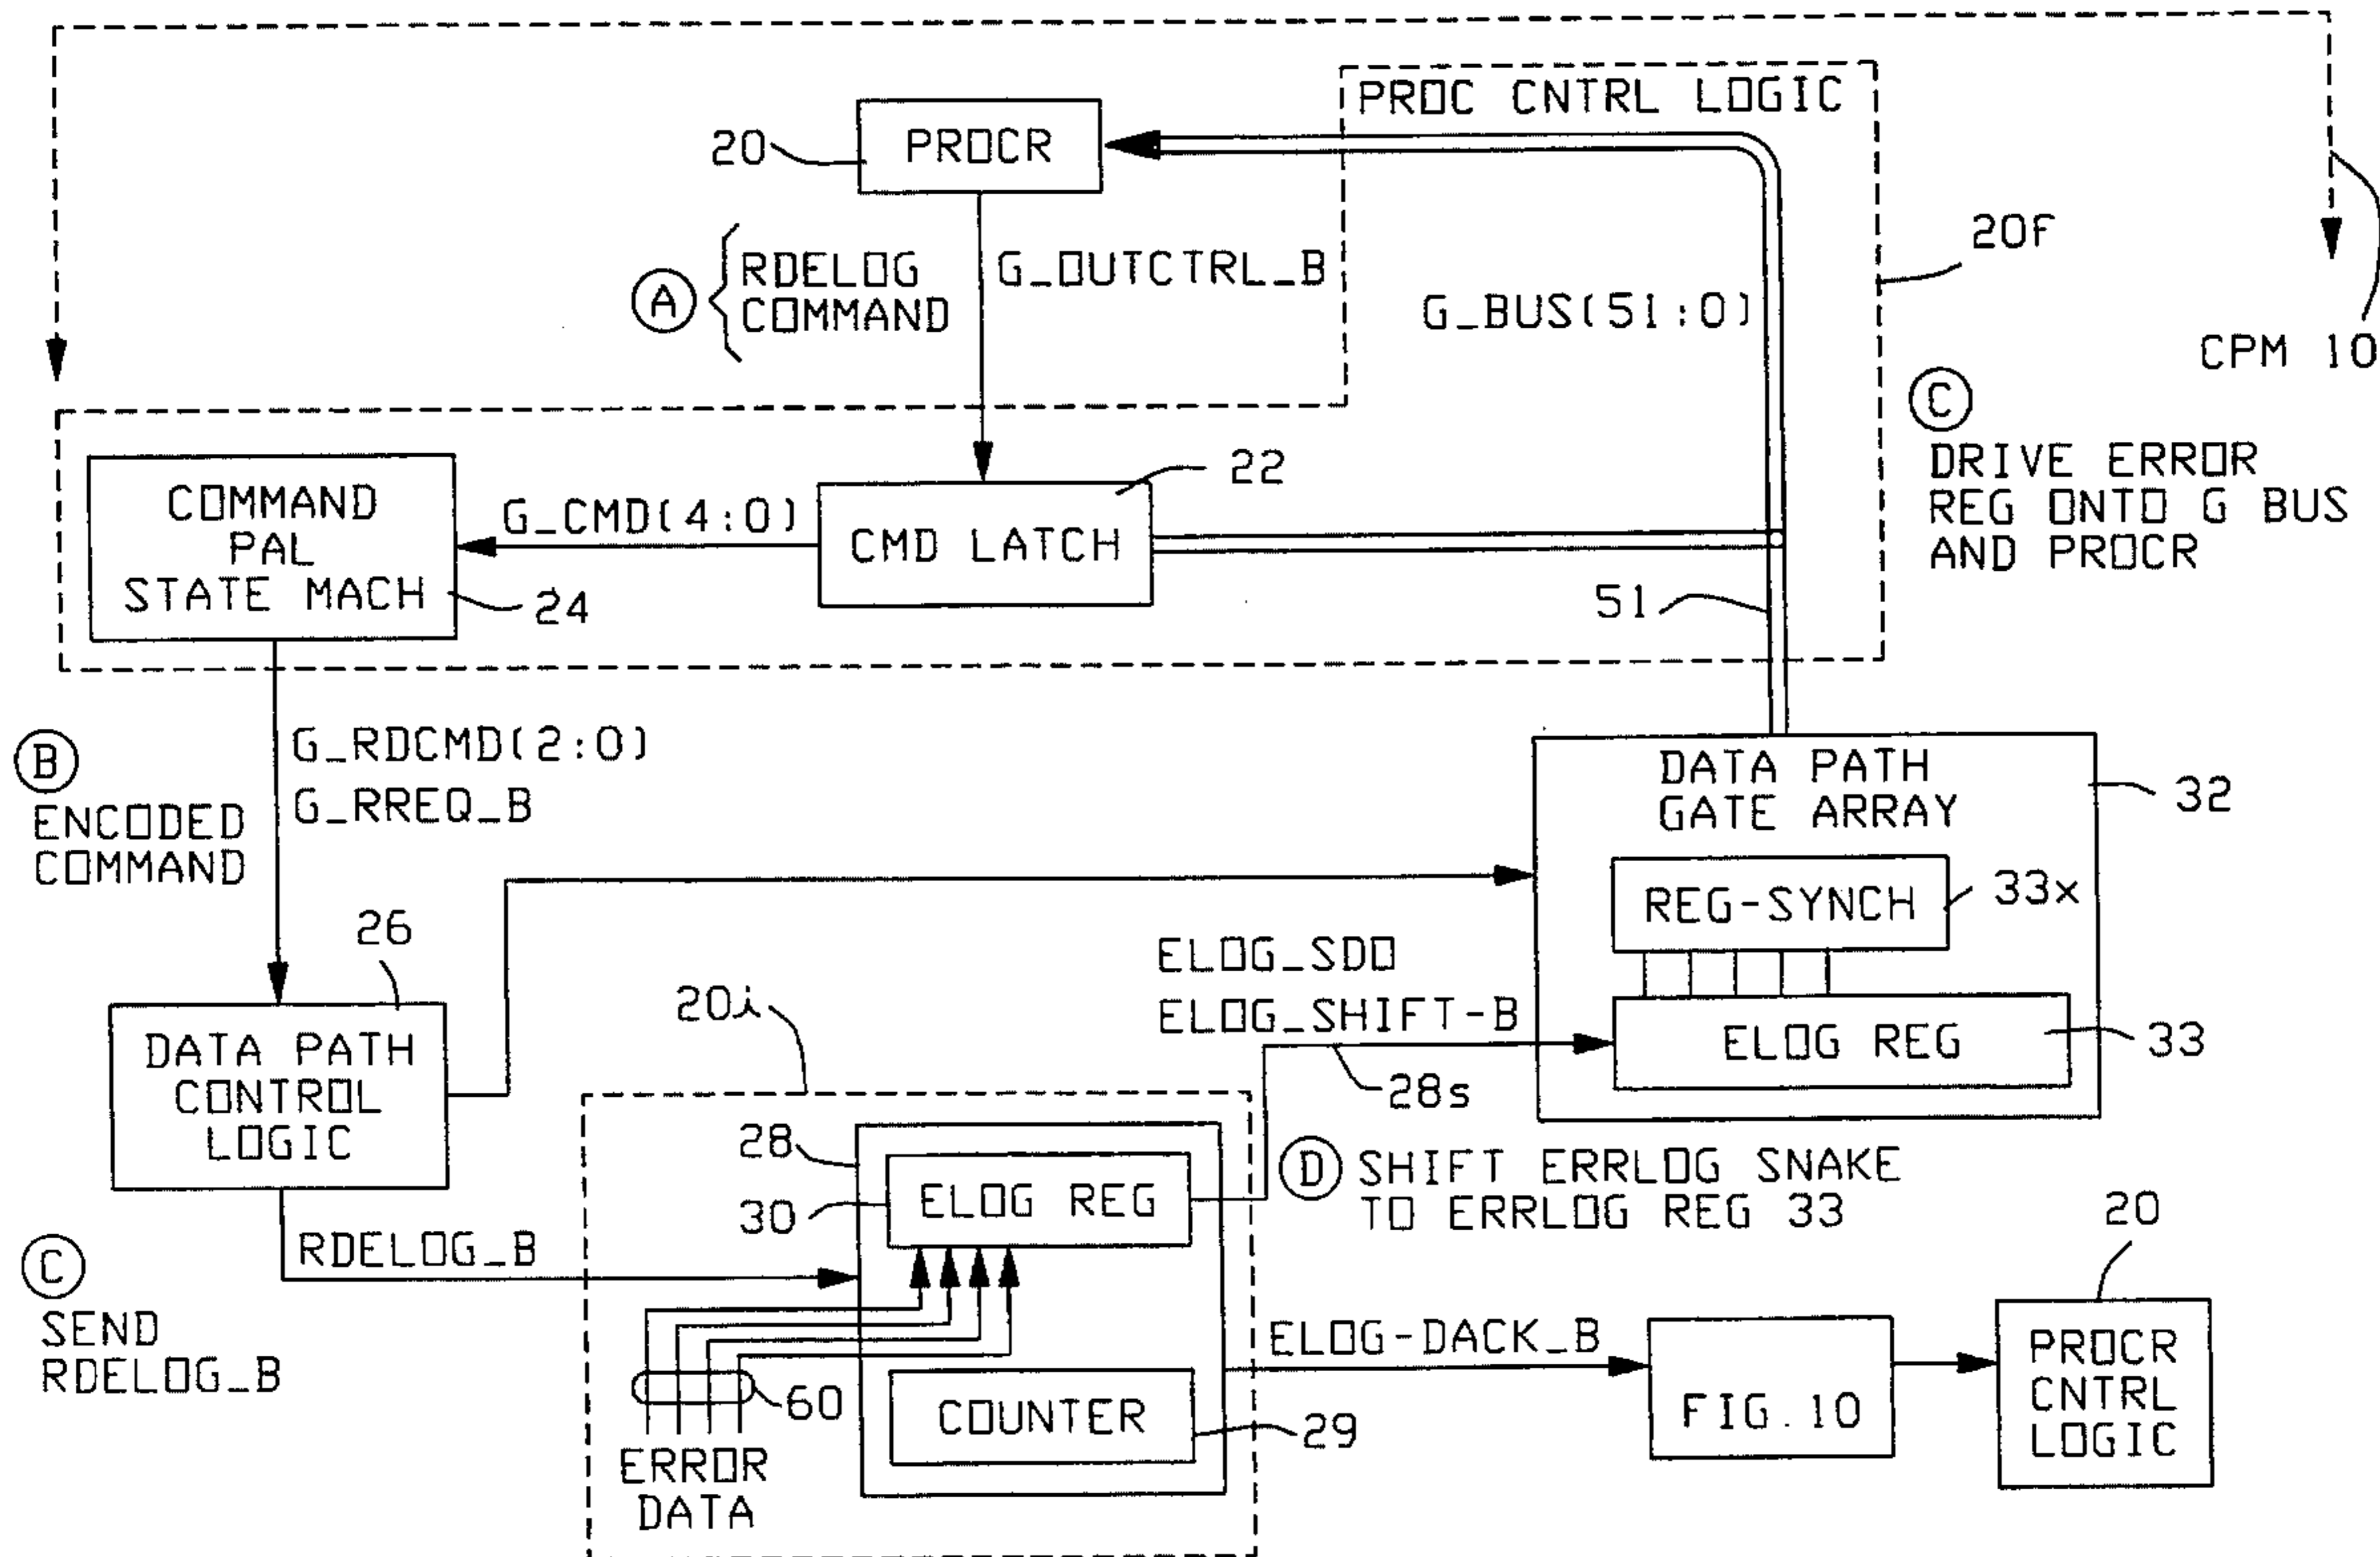 PROC CNTRL LOGIC
20
PROCR
20f
A
RDELOG
COMMAND
G_OUTCTRL_B
G_BUS(51:0)
CPM 10
C
DRIVE ERROR
REG ONTO G BUS
AND PROCR
COMMAND
PAL
STATE MACH
24
G_CMD(4:0)
22
CMD LATCH
51
B
ENCODED
COMMAND
G_RDCMD(2:0)
G_RREQ_B
DATA PATH
GATE ARRAY
32
REG-SYNCH
33x
ELOG REG
33
26
DATA PATH
CONTROL
LOGIC
20i
ELOG_SDO
ELOG_SHIFT-B
28s
D
SHIFT ERRLOG SNAKE
TO ERRLOG REG 33
28
30
ELOG REG
C
SEND
RDELOG_B
RDELOG_B
60
ERROR
DATA
COUNTER
29
ELOG-DACK_B
FIG.10
20
PROCR
CNTRL
LOGIC